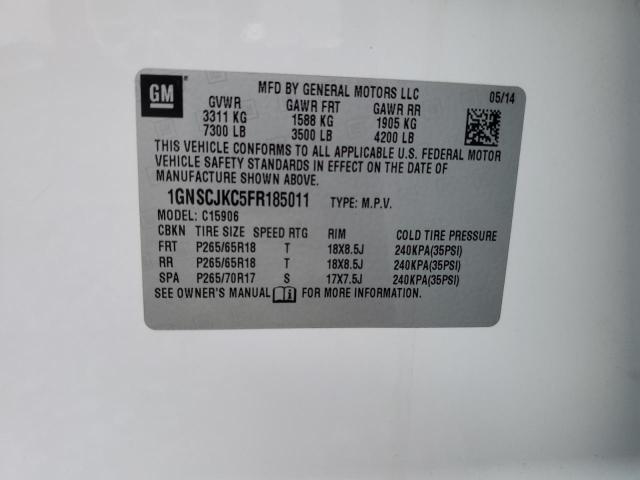 GM
MFD BY GENERAL MOTORS LLC 05/14
GVWR GAWR FRT GAWR RR
3311 KG 1588 KG 1905 KG
7300 LB 3500 LB 4200 LB
THIS VEHICLE CONFORMS TO ALL APPLICABLE U.S. FEDERAL MOTOR
VEHICLE SAFETY STANDARDS IN EFFECT ON THE DATE OF
MANUFACTURE SHOWN ABOVE.
1GNSCJKC5FR185011 TYPE: M.P.V.
MODEL: C15906
CBKN TIRE SIZE SPEED RTG RIM COLD TIRE PRESSURE
FRT P265/65R18 T 18X8.5J 240KPA(35PSI)
RR P265/65R18 T 18X8.5J 240KPA(35PSI)
SPA P265/70R17 S 17X7.5J 240KPA(35PSI)
SEE OWNER'S MANUAL FOR MORE INFORMATION.